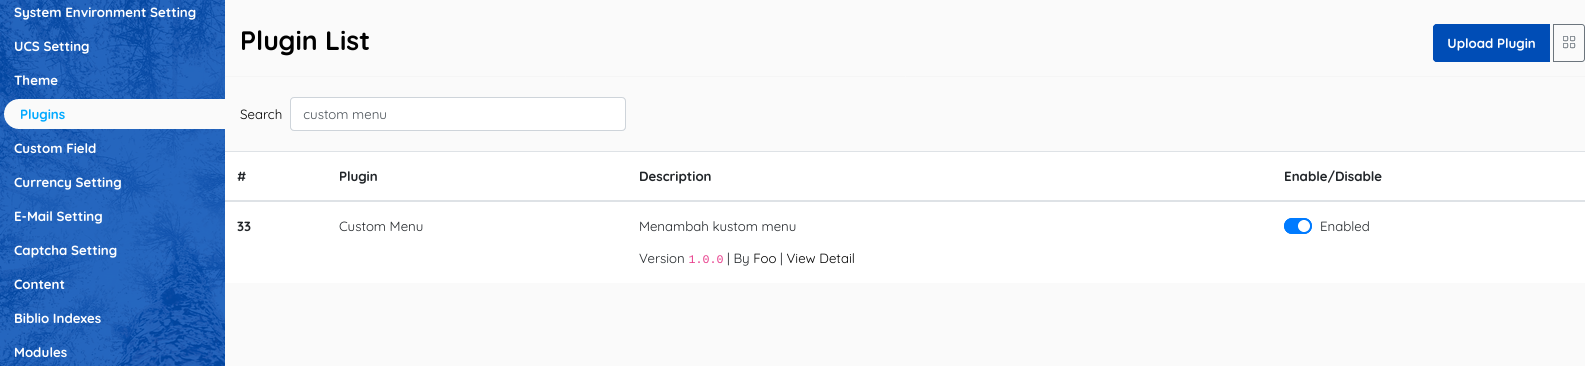 System Environment Setting
UCS Setting
Theme
Plugins
Custom Field
Currency Setting
E-Mail Setting
Captcha Setting
Content
Biblio Indexes
Modules
Plugin List
Upload Plugin
Search custom menu
# Plugin Description Enable/Disable
33 Custom Menu Menambah kustom menu Enabled
Version 1.0.0 | By Foo | View Detail